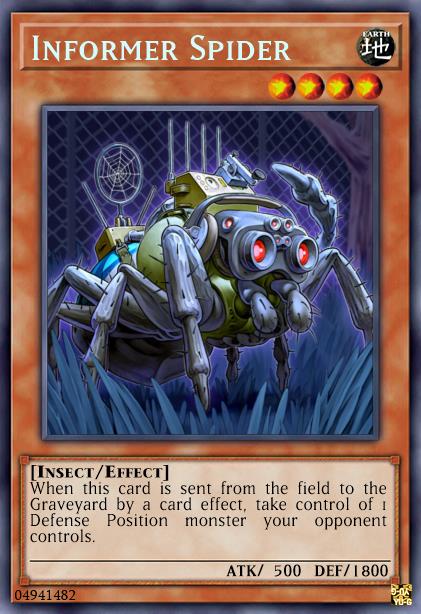 Informer Spider
EARTH
地
[Insect/Effect]
When this card is sent from the field to the
Graveyard by a card effect, take control of 1
Defense Position monster your opponent
controls.
ATK/ 500 DEF/1800
04941482